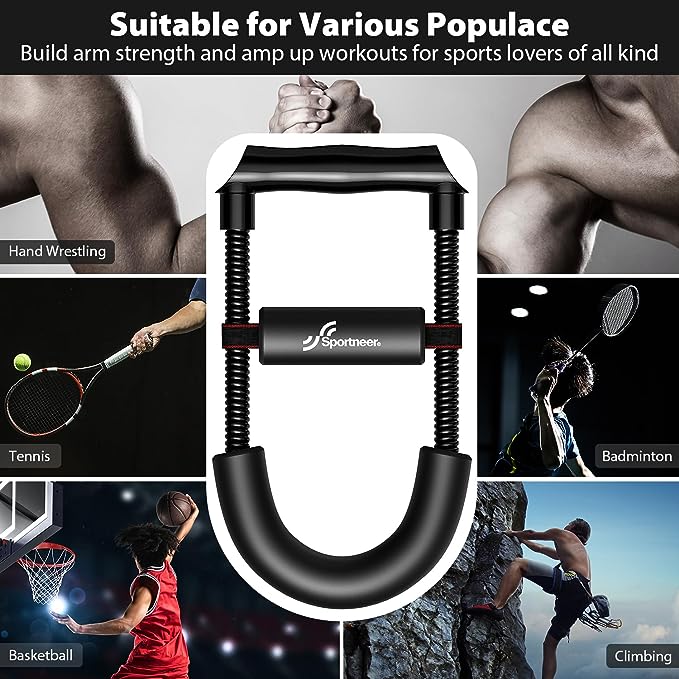 Suitable for Various Populace
Build arm strength and amp up workouts for sports lovers of all kind
Hand Wrestling
Sportneer®
Tennis
Badminton
Basketball
Climbing